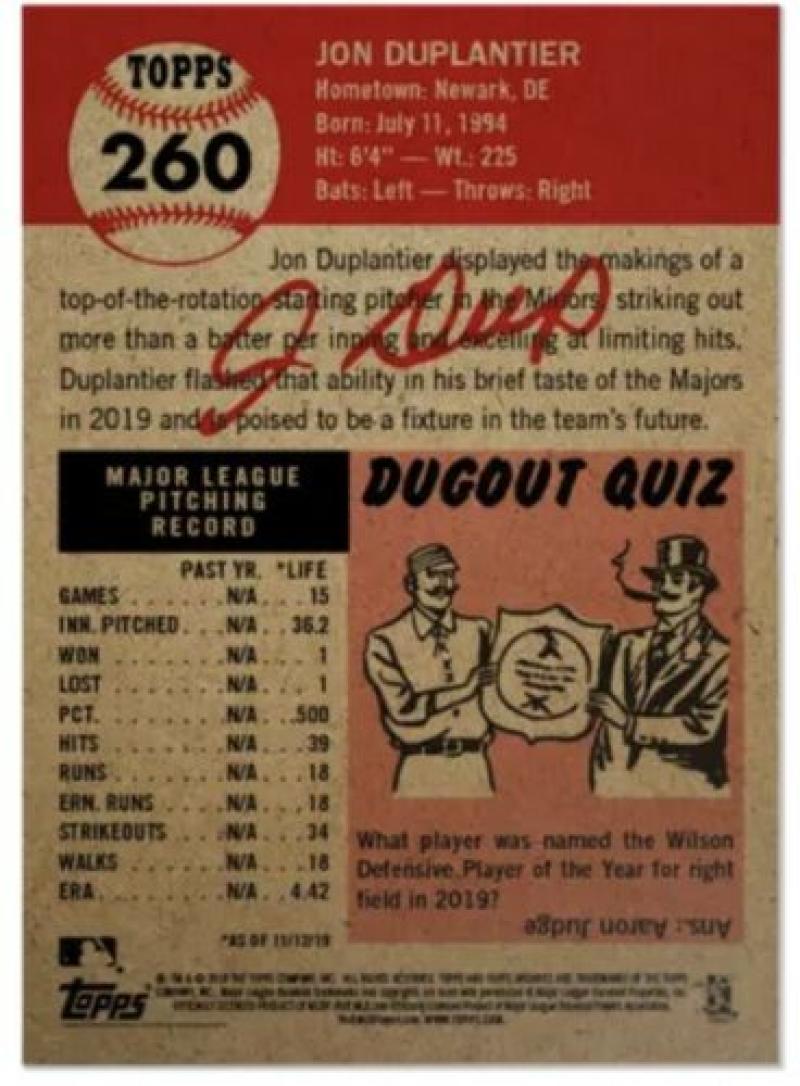 TOPPS
260
JON DUPLANTIER
Hometown: Newark, DE
Born: July 11, 1994
Ht: 6'4" — Wt.: 225
Bats: Left — Throws: Right
Jon Duplantier displayed the makings of a
top-of-the-rotation starting pitcher in the Minors, striking out
more than a batter per inning and excelling at limiting hits.
Duplantier flashed that ability in his brief taste of the Majors
in 2019 and is poised to be a fixture in the team's future.
J Dup
MAJOR LEAGUE
PITCHING
RECORD
PAST YR. *LIFE
GAMES . . . . . . N/A . . . 15
INN. PITCHED . . . N/A . . 36.2
WON . . . . . . . N/A . . . . 1
LOST . . . . . . . N/A . . . . 1
PCT. . . . . . . . N/A . . .500
HITS . . . . . . . N/A . . . 39
RUNS . . . . . . . N/A . . . 18
ERN. RUNS . . . . N/A . . . 18
STRIKEOUTS . . . N/A . . . 34
WALKS . . . . . . N/A . . . 18
ERA . . . . . . . N/A . . 4.42
*AS OF 11/13/19
DUGOUT QUIZ
What player was named the Wilson
Defensive Player of the Year for right
field in 2019?
Ans.: Aaron Judge
topps